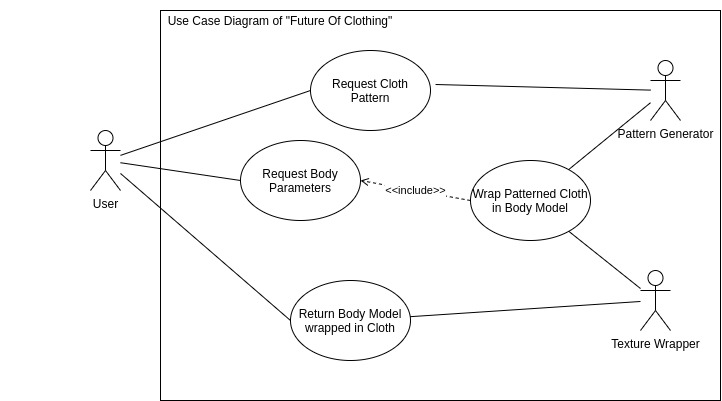 Use Case Diagram of "Future Of Clothing"
Request Cloth
Pattern
Pattern Generator
Request Body
Parameters
<<include>>
Wrap Patterned Cloth
in Body Model
User
Return Body Model
wrapped in Cloth
Texture Wrapper